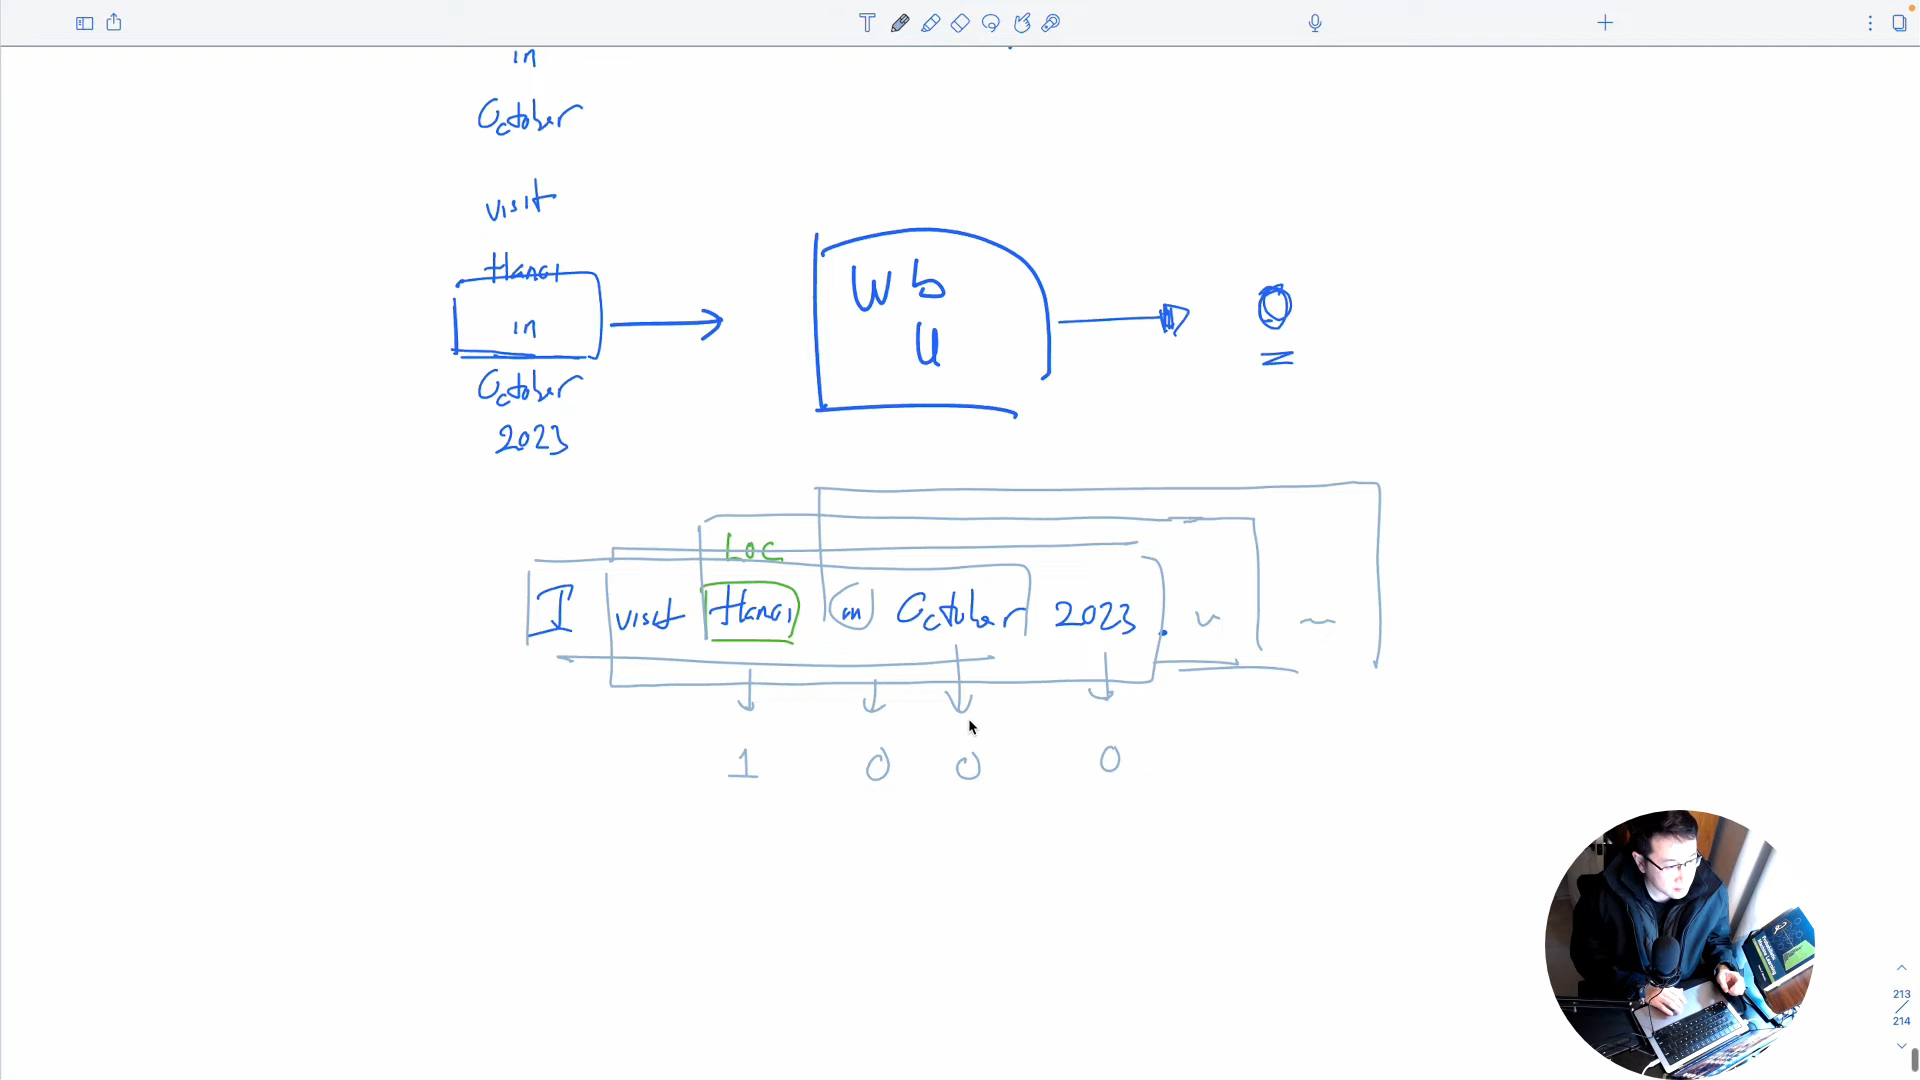 in
October
visit
Hanoi
in
October
2023
W b
u
0
LOC
I visit Hanoi in October 2023.
1 0 0 0
213
214